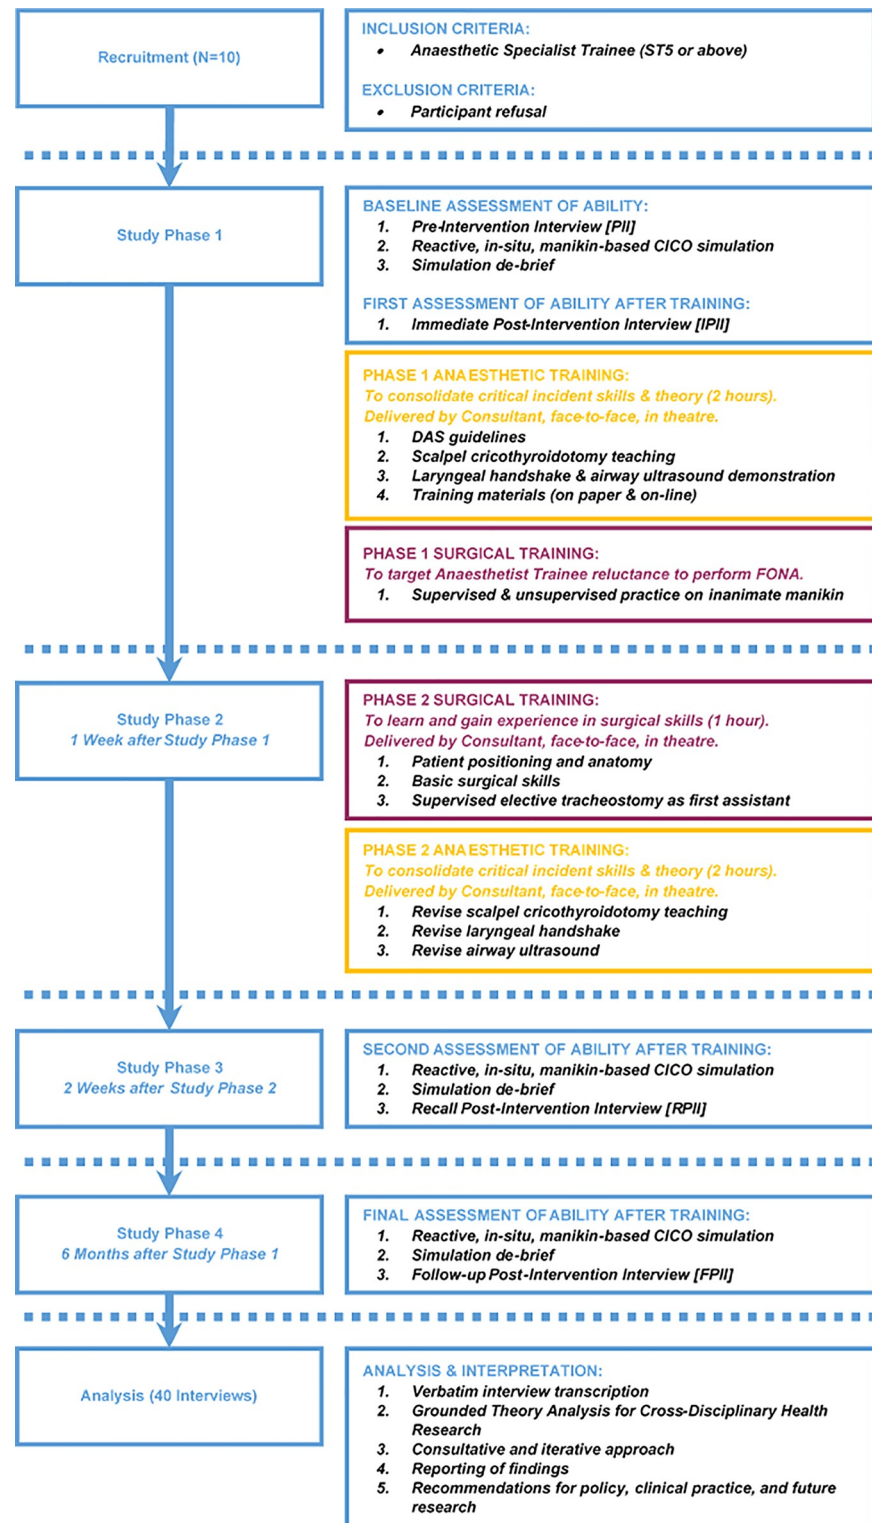 Recruitment (N=10)
INCLUSION CRITERIA:
• Anaesthetic Specialist Trainee (ST5 or above)
EXCLUSION CRITERIA:
• Participant refusal
Study Phase 1
BASELINE ASSESSMENT OF ABILITY:
1. Pre-Intervention Interview [PII]
2. Reactive, in-situ, manikin-based CICO simulation
3. Simulation de-brief
FIRST ASSESSMENT OF ABILITY AFTER TRAINING:
1. Immediate Post-Intervention Interview [IPII]
PHASE 1 ANAESTHETIC TRAINING:
To consolidate critical incident skills & theory (2 hours).
Delivered by Consultant, face-to-face, in theatre.
1. DAS guidelines
2. Scalpel cricothyroidotomy teaching
3. Laryngeal handshake & airway ultrasound demonstration
4. Training materials (on paper & on-line)
PHASE 1 SURGICAL TRAINING:
To target Anaesthetist Trainee reluctance to perform FONA.
1. Supervised & unsupervised practice on inanimate manikin
Study Phase 2
1 Week after Study Phase 1
PHASE 2 SURGICAL TRAINING:
To learn and gain experience in surgical skills (1 hour).
Delivered by Consultant, face-to-face, in theatre.
1. Patient positioning and anatomy
2. Basic surgical skills
3. Supervised elective tracheostomy as first assistant
PHASE 2 ANAESTHETIC TRAINING:
To consolidate critical incident skills & theory (2 hours).
Delivered by Consultant, face-to-face, in theatre.
1. Revise scalpel cricothyroidotomy teaching
2. Revise laryngeal handshake
3. Revise airway ultrasound
Study Phase 3
2 Weeks after Study Phase 2
SECOND ASSESSMENT OF ABILITY AFTER TRAINING:
1. Reactive, in-situ, manikin-based CICO simulation
2. Simulation de-brief
3. Recall Post-Intervention Interview [RPII]
Study Phase 4
6 Months after Study Phase 1
FINAL ASSESSMENT OF ABILITY AFTER TRAINING:
1. Reactive, in-situ, manikin-based CICO simulation
2. Simulation de-brief
3. Follow-up Post-Intervention Interview [FPII]
Analysis (40 Interviews)
ANALYSIS & INTERPRETATION:
1. Verbatim interview transcription
2. Grounded Theory Analysis for Cross-Disciplinary Health
Research
3. Consultative and iterative approach
4. Reporting of findings
5. Recommendations for policy, clinical practice, and future
research